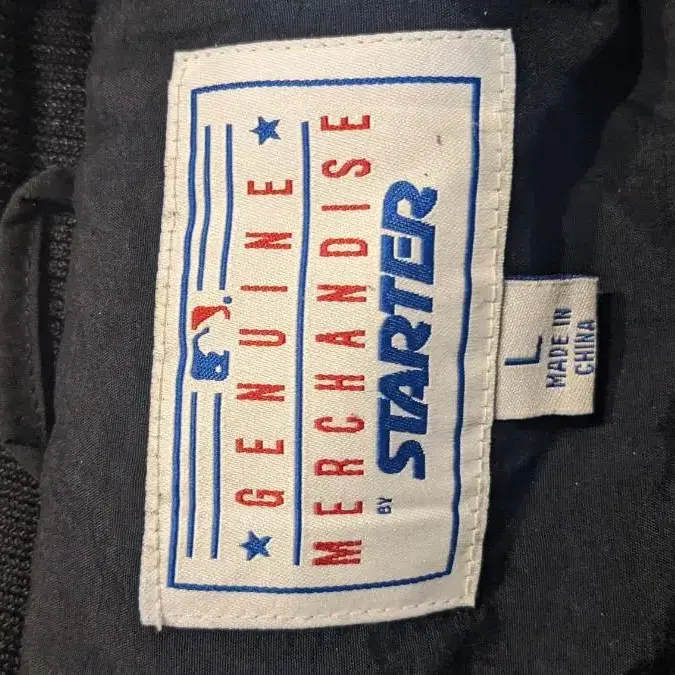 GENUINE
MERCHANDISE
BY STARTER
L
MADE IN
CHINA